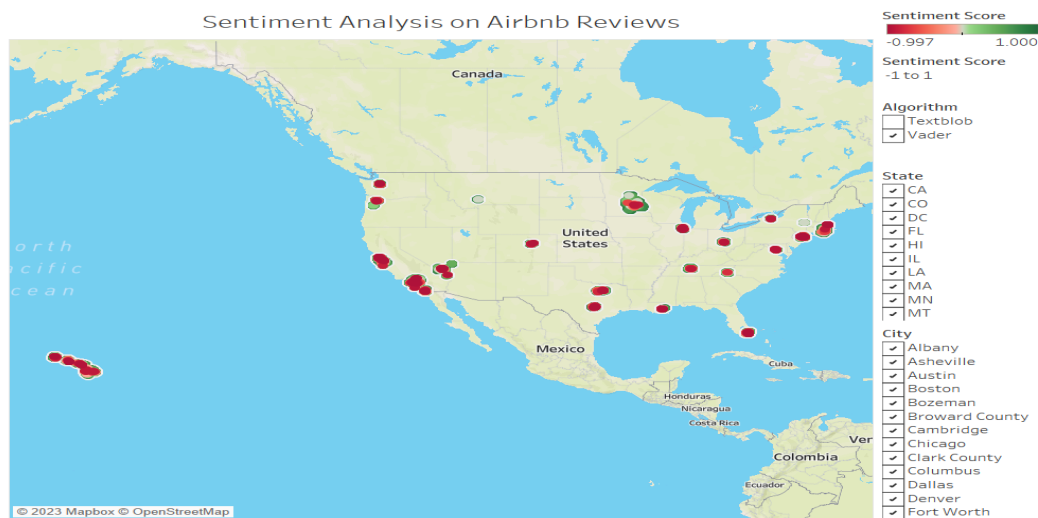 Sentiment Analysis on Airbnb Reviews
Sentiment Score
-0.997 1.000
Sentiment Score
-1 to 1
Algorithm
Textblob
Vader
State
CA
CO
DC
FL
HI
IL
LA
MA
MN
MT
City
Albany
Asheville
Austin
Boston
Bozeman
Broward County
Cambridge
Chicago
Clark County
Columbus
Dallas
Denver
Fort Worth
Canada
United
States
orth
acific
cean
Mexico
Cuba
Honduras
Nicaragua
Costa Rica
Ver
Colombia
Ecuador
© 2023 Mapbox © OpenStreetMap